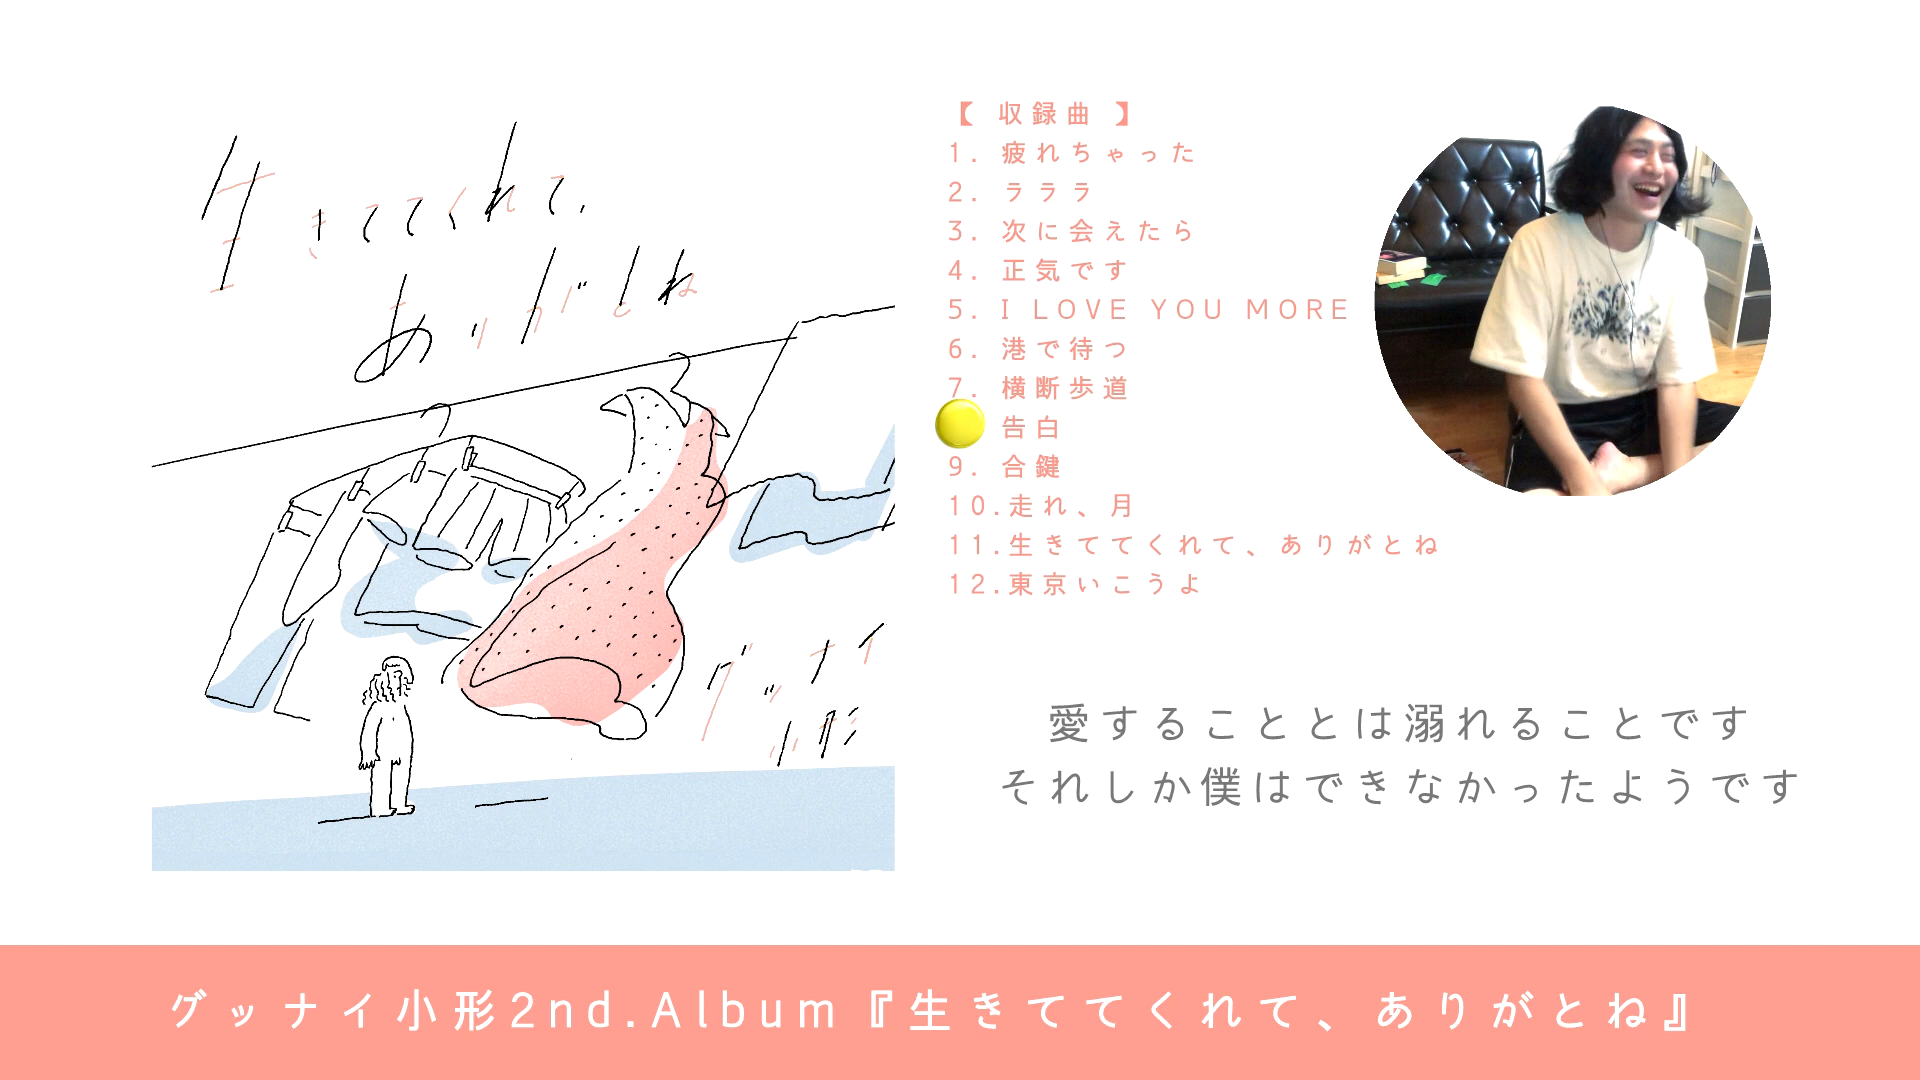 生きててくれて、
ありがとね
グッナイ
小形
【 収録曲 】
1. 疲れちゃった
2. ラララ
3. 次に会えたら
4. 正気です
5. I LOVE YOU MORE
6. 港で待つ
7. 横断歩道
告白
9. 合鍵
10.走れ、月
11.生きててくれて、ありがとね
12.東京いこうよ
愛することとは溺れることです
それしか僕はできなかったようです
グッナイ小形2nd.Album『生きててくれて、ありがとね』